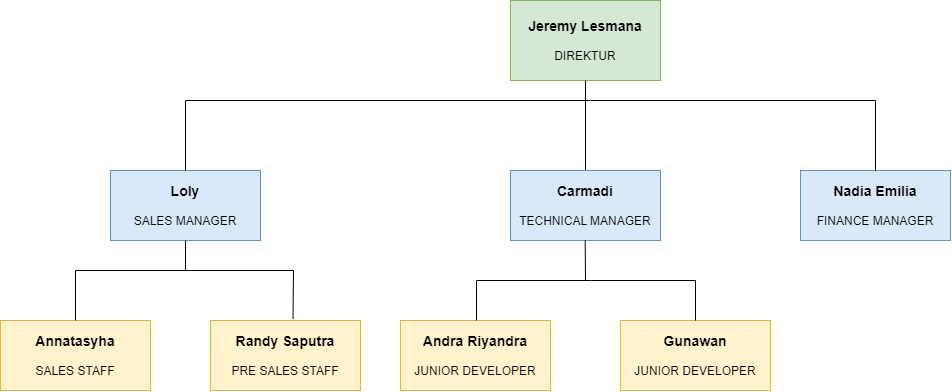 Jeremy Lesmana
DIREKTUR
Loly
SALES MANAGER
Carmadi
TECHNICAL MANAGER
Nadia Emilia
FINANCE MANAGER
Annatasyha
SALES STAFF
Randy Saputra
PRE SALES STAFF
Andra Riyandra
JUNIOR DEVELOPER
Gunawan
JUNIOR DEVELOPER